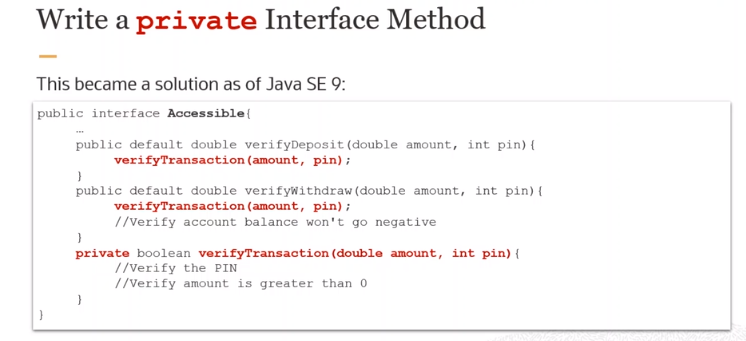 Write a private Interface Method
This became a solution as of Java SE 9:
public interface Accessible{
…
public default double verifyDeposit(double amount, int pin){
verifyTransaction(amount, pin);
}
public default double verifyWithdraw(double amount, int pin){
verifyTransaction(amount, pin);
//Verify account balance won't go negative
}
private boolean verifyTransaction(double amount, int pin){
//Verify the PIN
//Verify amount is greater than 0
}
}